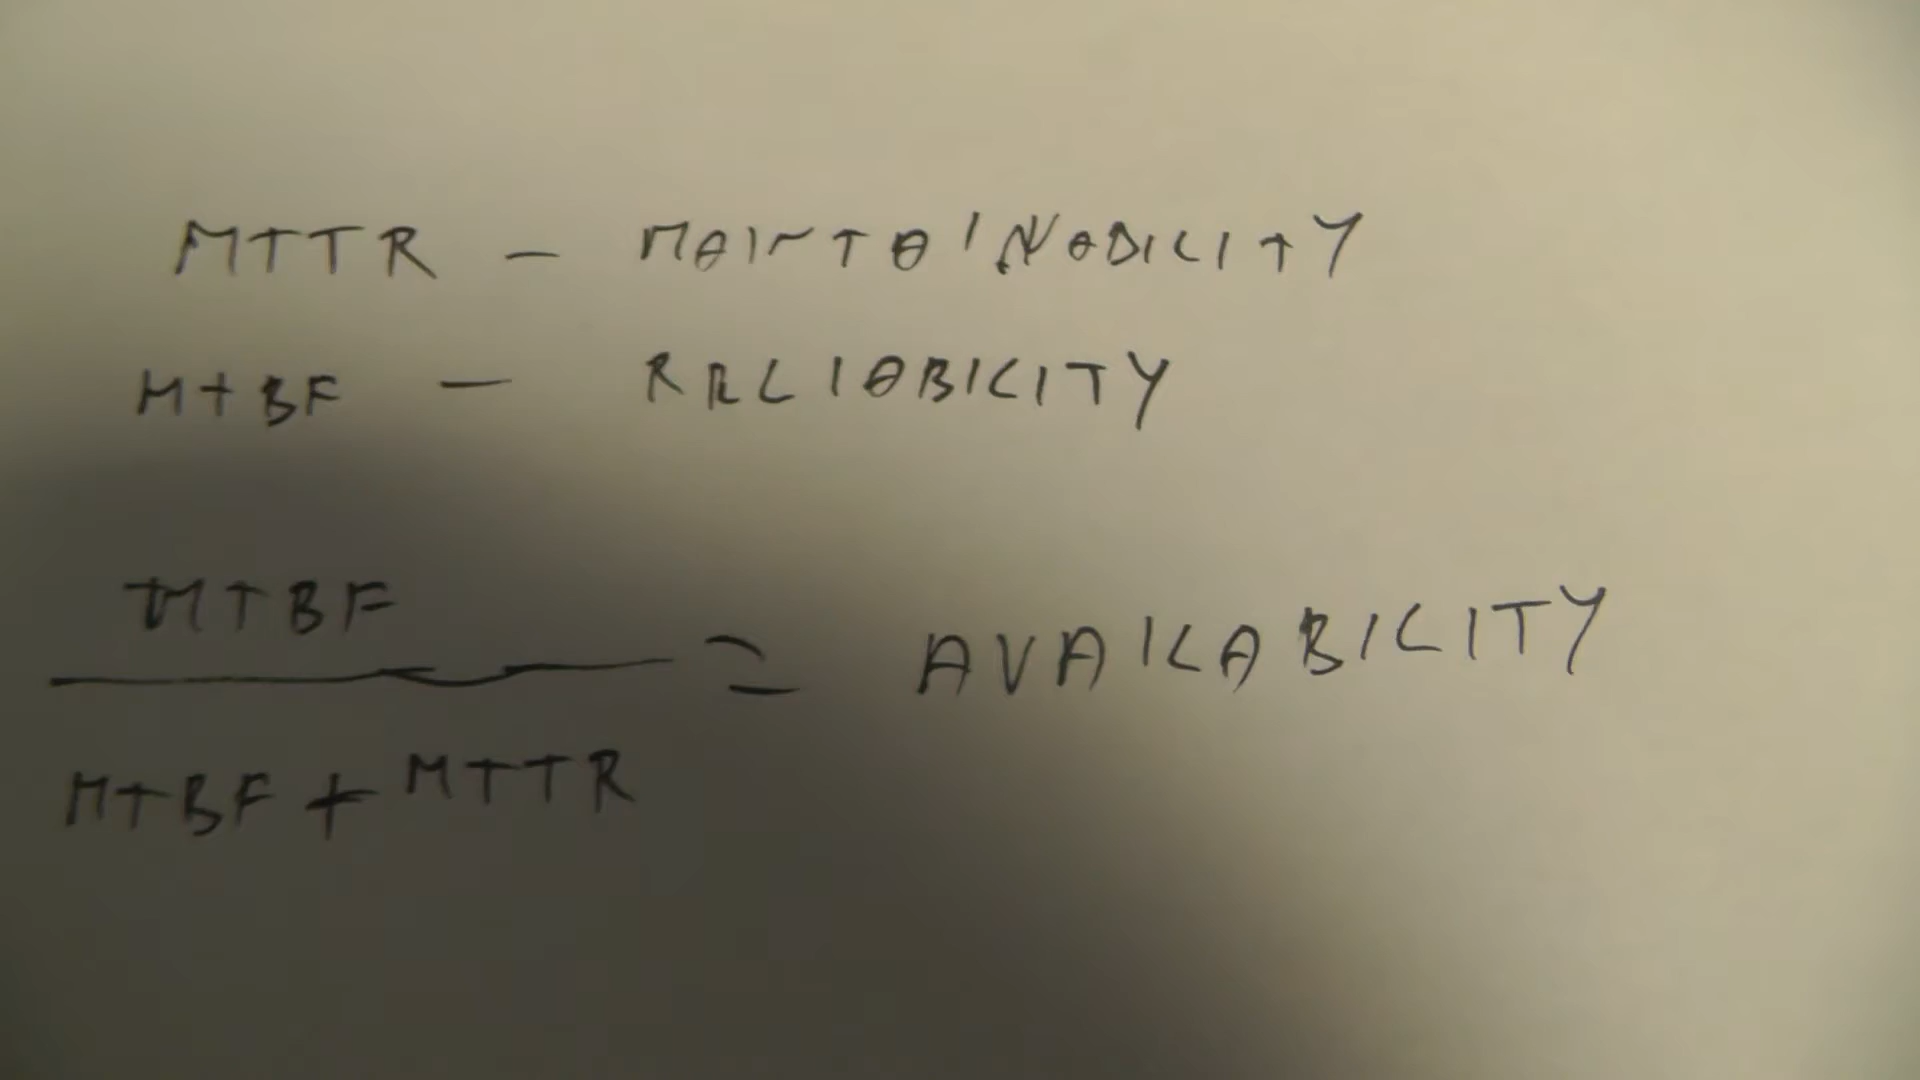 MTTR - MAINTAINABILITY
MTBF - RELIABILITY
MTBF
MTBF + MTTR = AVAILABILITY